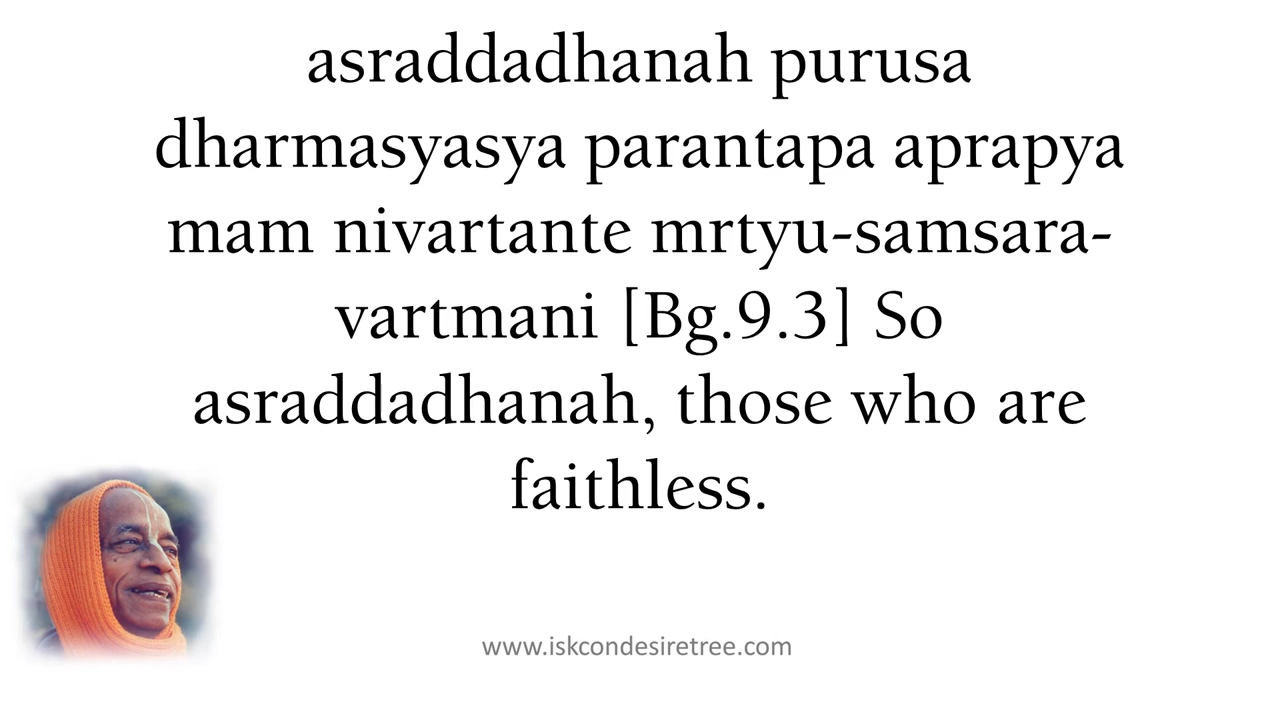 asraddadhanah purusa
dharmasyasya parantapa aprapya
mam nivartante mrtyu-samsara-
vartmani [Bg.9.3] So
asraddadhanah, those who are
faithless.
www.iskcondesiretree.com